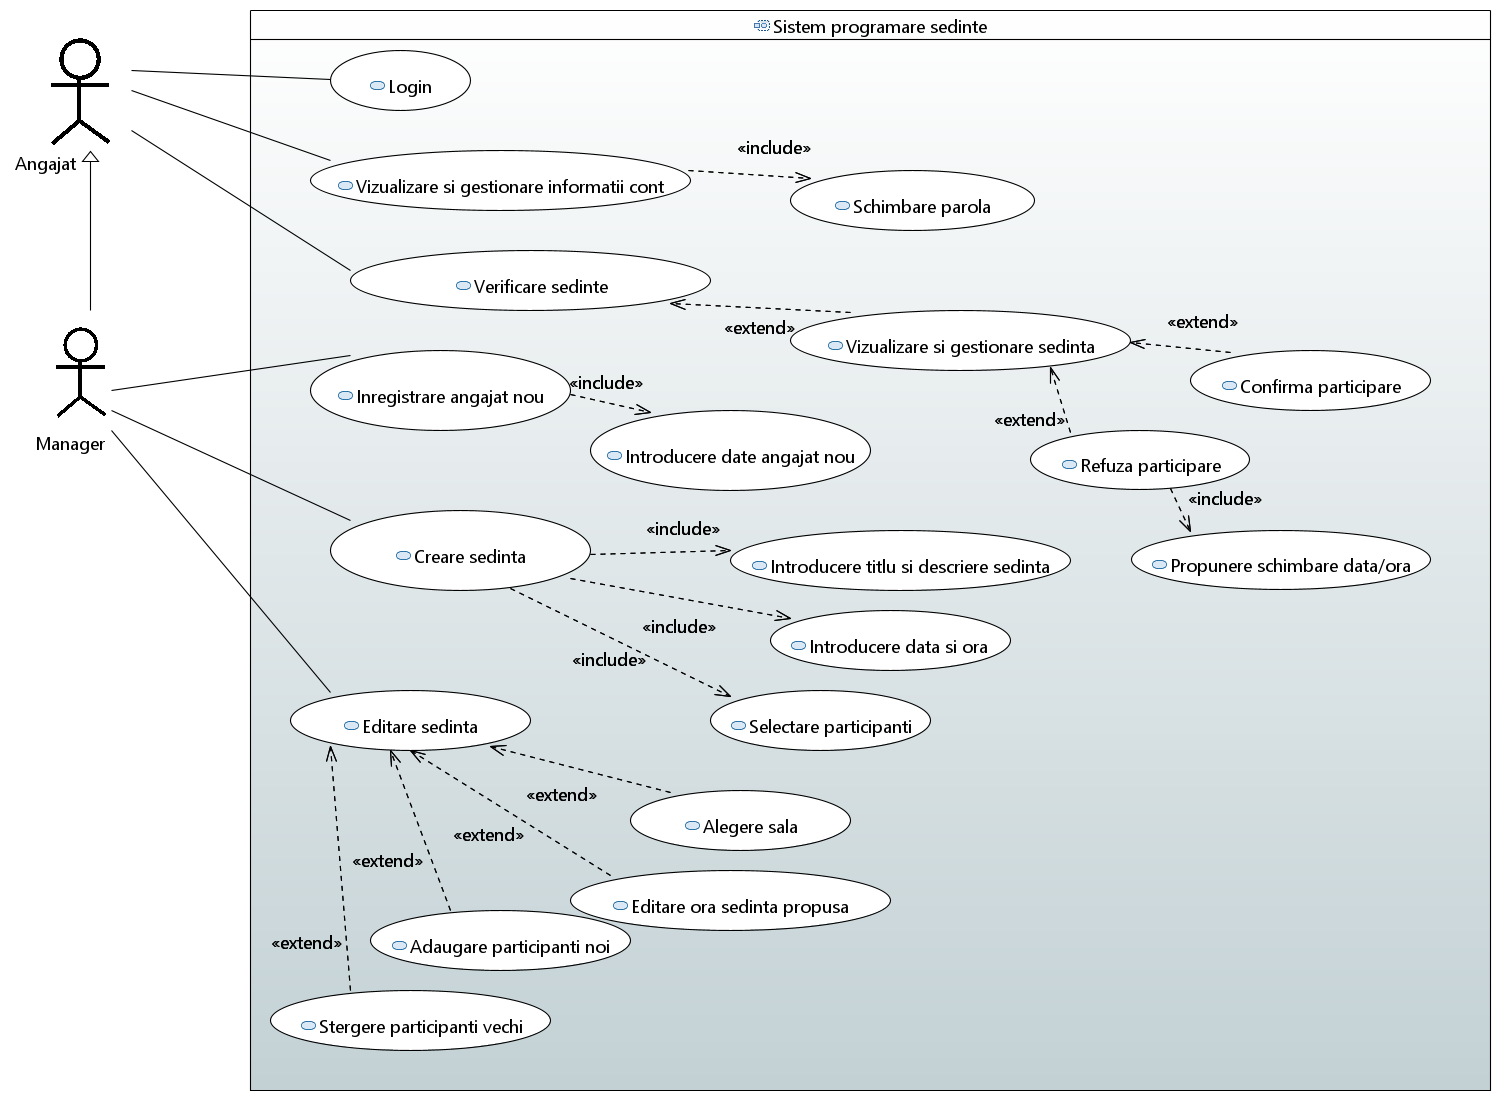 Sistem programare sedinte
Login
Angajat
«include»
Vizualizare si gestionare informatii cont
Schimbare parola
Verificare sedinte
«extend»
Vizualizare si gestionare sedinta
«extend»
Confirma participare
Manager
Inregistrare angajat nou
«include»
Introducere date angajat nou
«extend»
Refuza participare
«include»
Propunere schimbare data/ora
Creare sedinta
«include»
Introducere titlu si descriere sedinta
«include»
Introducere data si ora
«include»
Selectare participanti
Editare sedinta
«extend»
Alegere sala
«extend»
Editare ora sedinta propusa
«extend»
Adaugare participanti noi
«extend»
Stergere participanti vechi